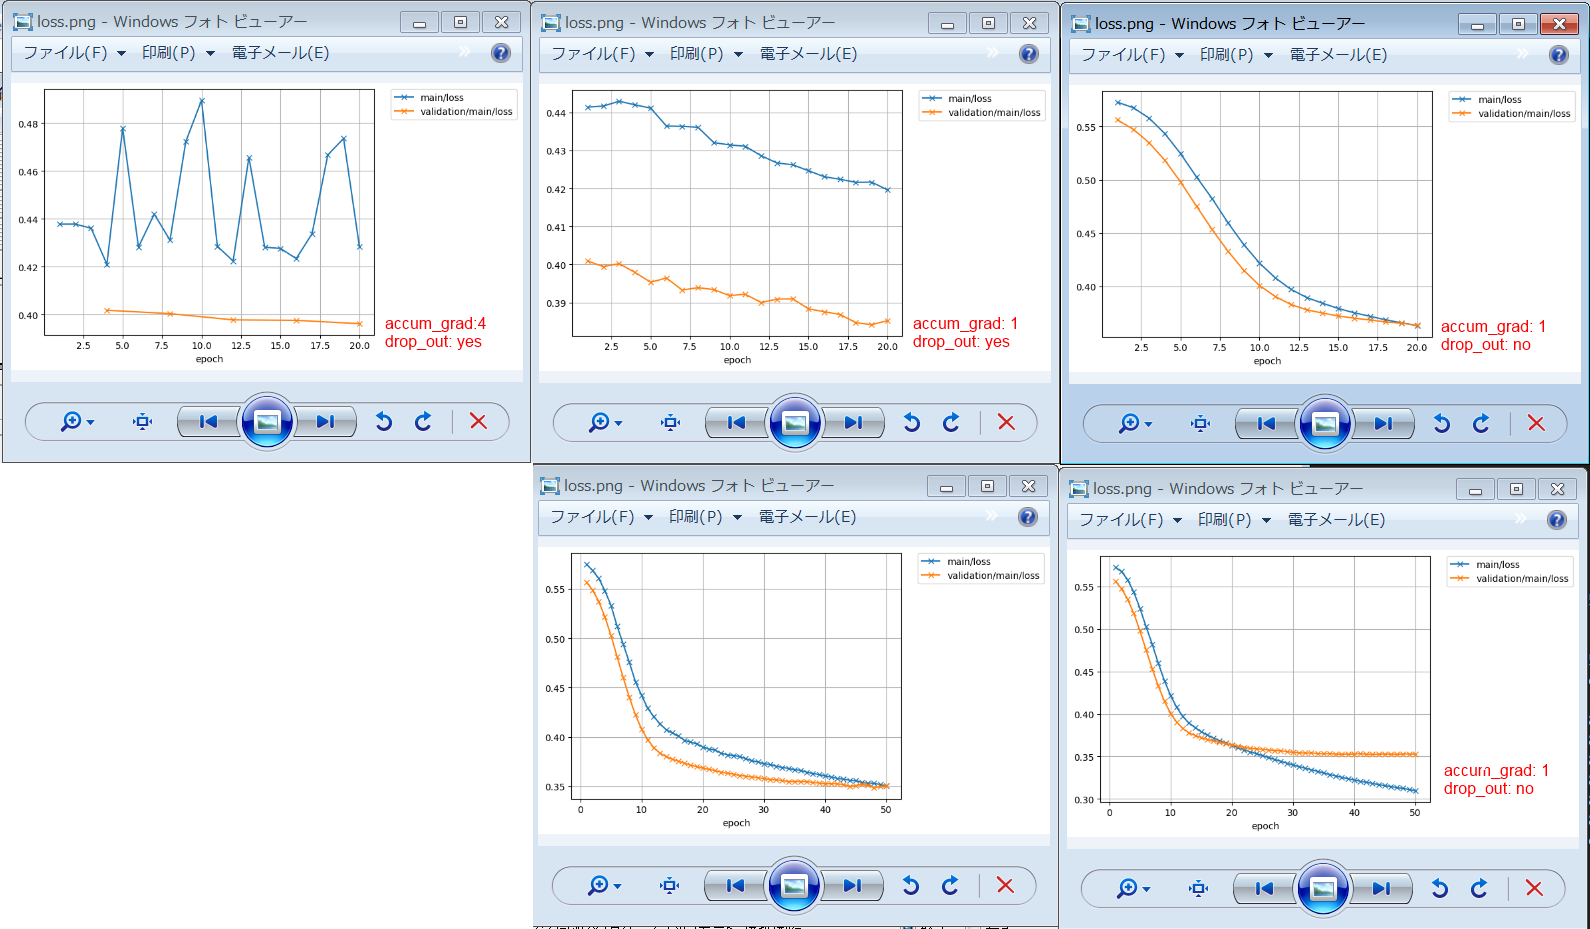 loss.png - Windows フォト ビューアー
ファイル(F) 印刷(P) 電子メール(E)
main/loss
validation/main/loss
0.48
0.46
0.44
0.42
0.40
2.5 5.0 7.5 10.0 12.5 15.0 17.5 20.0
epoch
accum_grad:4
drop_out: yes
loss.png - Windows フォト ビューアー
ファイル(F) 印刷(P) 電子メール(E)
main/loss
validation/main/loss
0.44
0.43
0.42
0.41
0.40
0.39
2.5 5.0 7.5 10.0 12.5 15.0 17.5 20.0
epoch
accum_grad: 1
drop_out: yes
loss.png - Windows フォト ビューアー
ファイル(F) 印刷(P) 電子メール(E)
main/loss
validation/main/loss
0.55
0.50
0.45
0.40
2.5 5.0 7.5 10.0 12.5 15.0 17.5 20.0
epoch
accum_grad: 1
drop_out: no
loss.png - Windows フォト ビューアー
ファイル(F) 印刷(P) 電子メール(E)
main/loss
validation/main/loss
0.55
0.50
0.45
0.40
0.35
0 10 20 30 40 50
epoch
loss.png - Windows フォト ビューアー
ファイル(F) 印刷(P) 電子メール(E)
main/loss
validation/main/loss
0.55
0.50
0.45
0.40
0.35
0.30
0 10 20 30 40 50
epoch
accum_grad: 1
drop_out: no